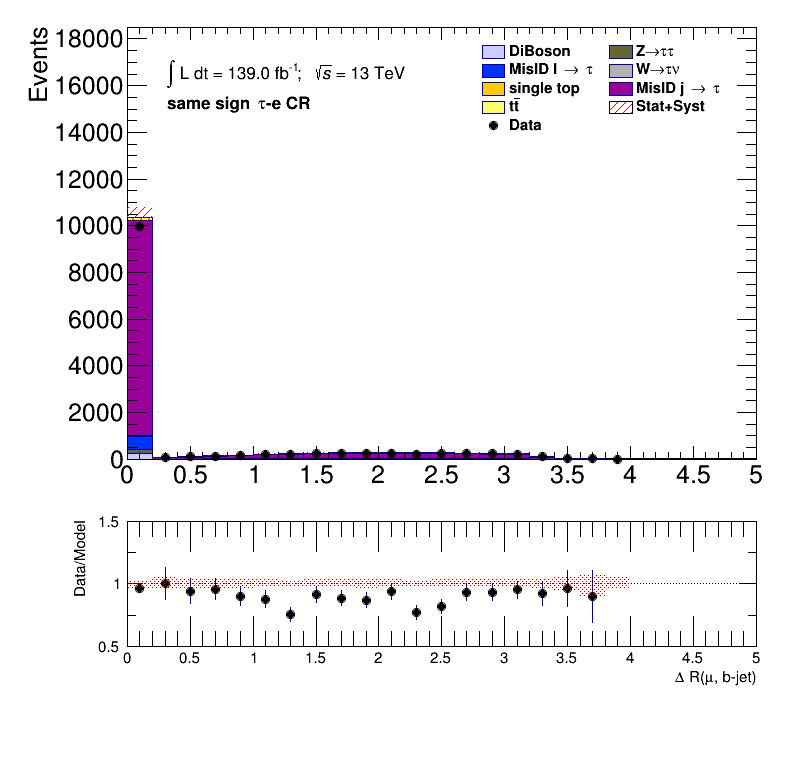 Events
18000
16000
14000
12000
10000
8000
6000
4000
2000
0
∫ L dt = 139.0 fb⁻¹; √s = 13 TeV
same sign τ-e CR
DiBoson
MisID l → τ
single top
tt̄
Data
Z→ττ
W→τν
MisID j → τ
Stat+Syst
0 0.5 1 1.5 2 2.5 3 3.5 4 4.5 5
Data/Model
1.5
1
0.5
0 0.5 1 1.5 2 2.5 3 3.5 4 4.5 5
Δ R(μ, b-jet)